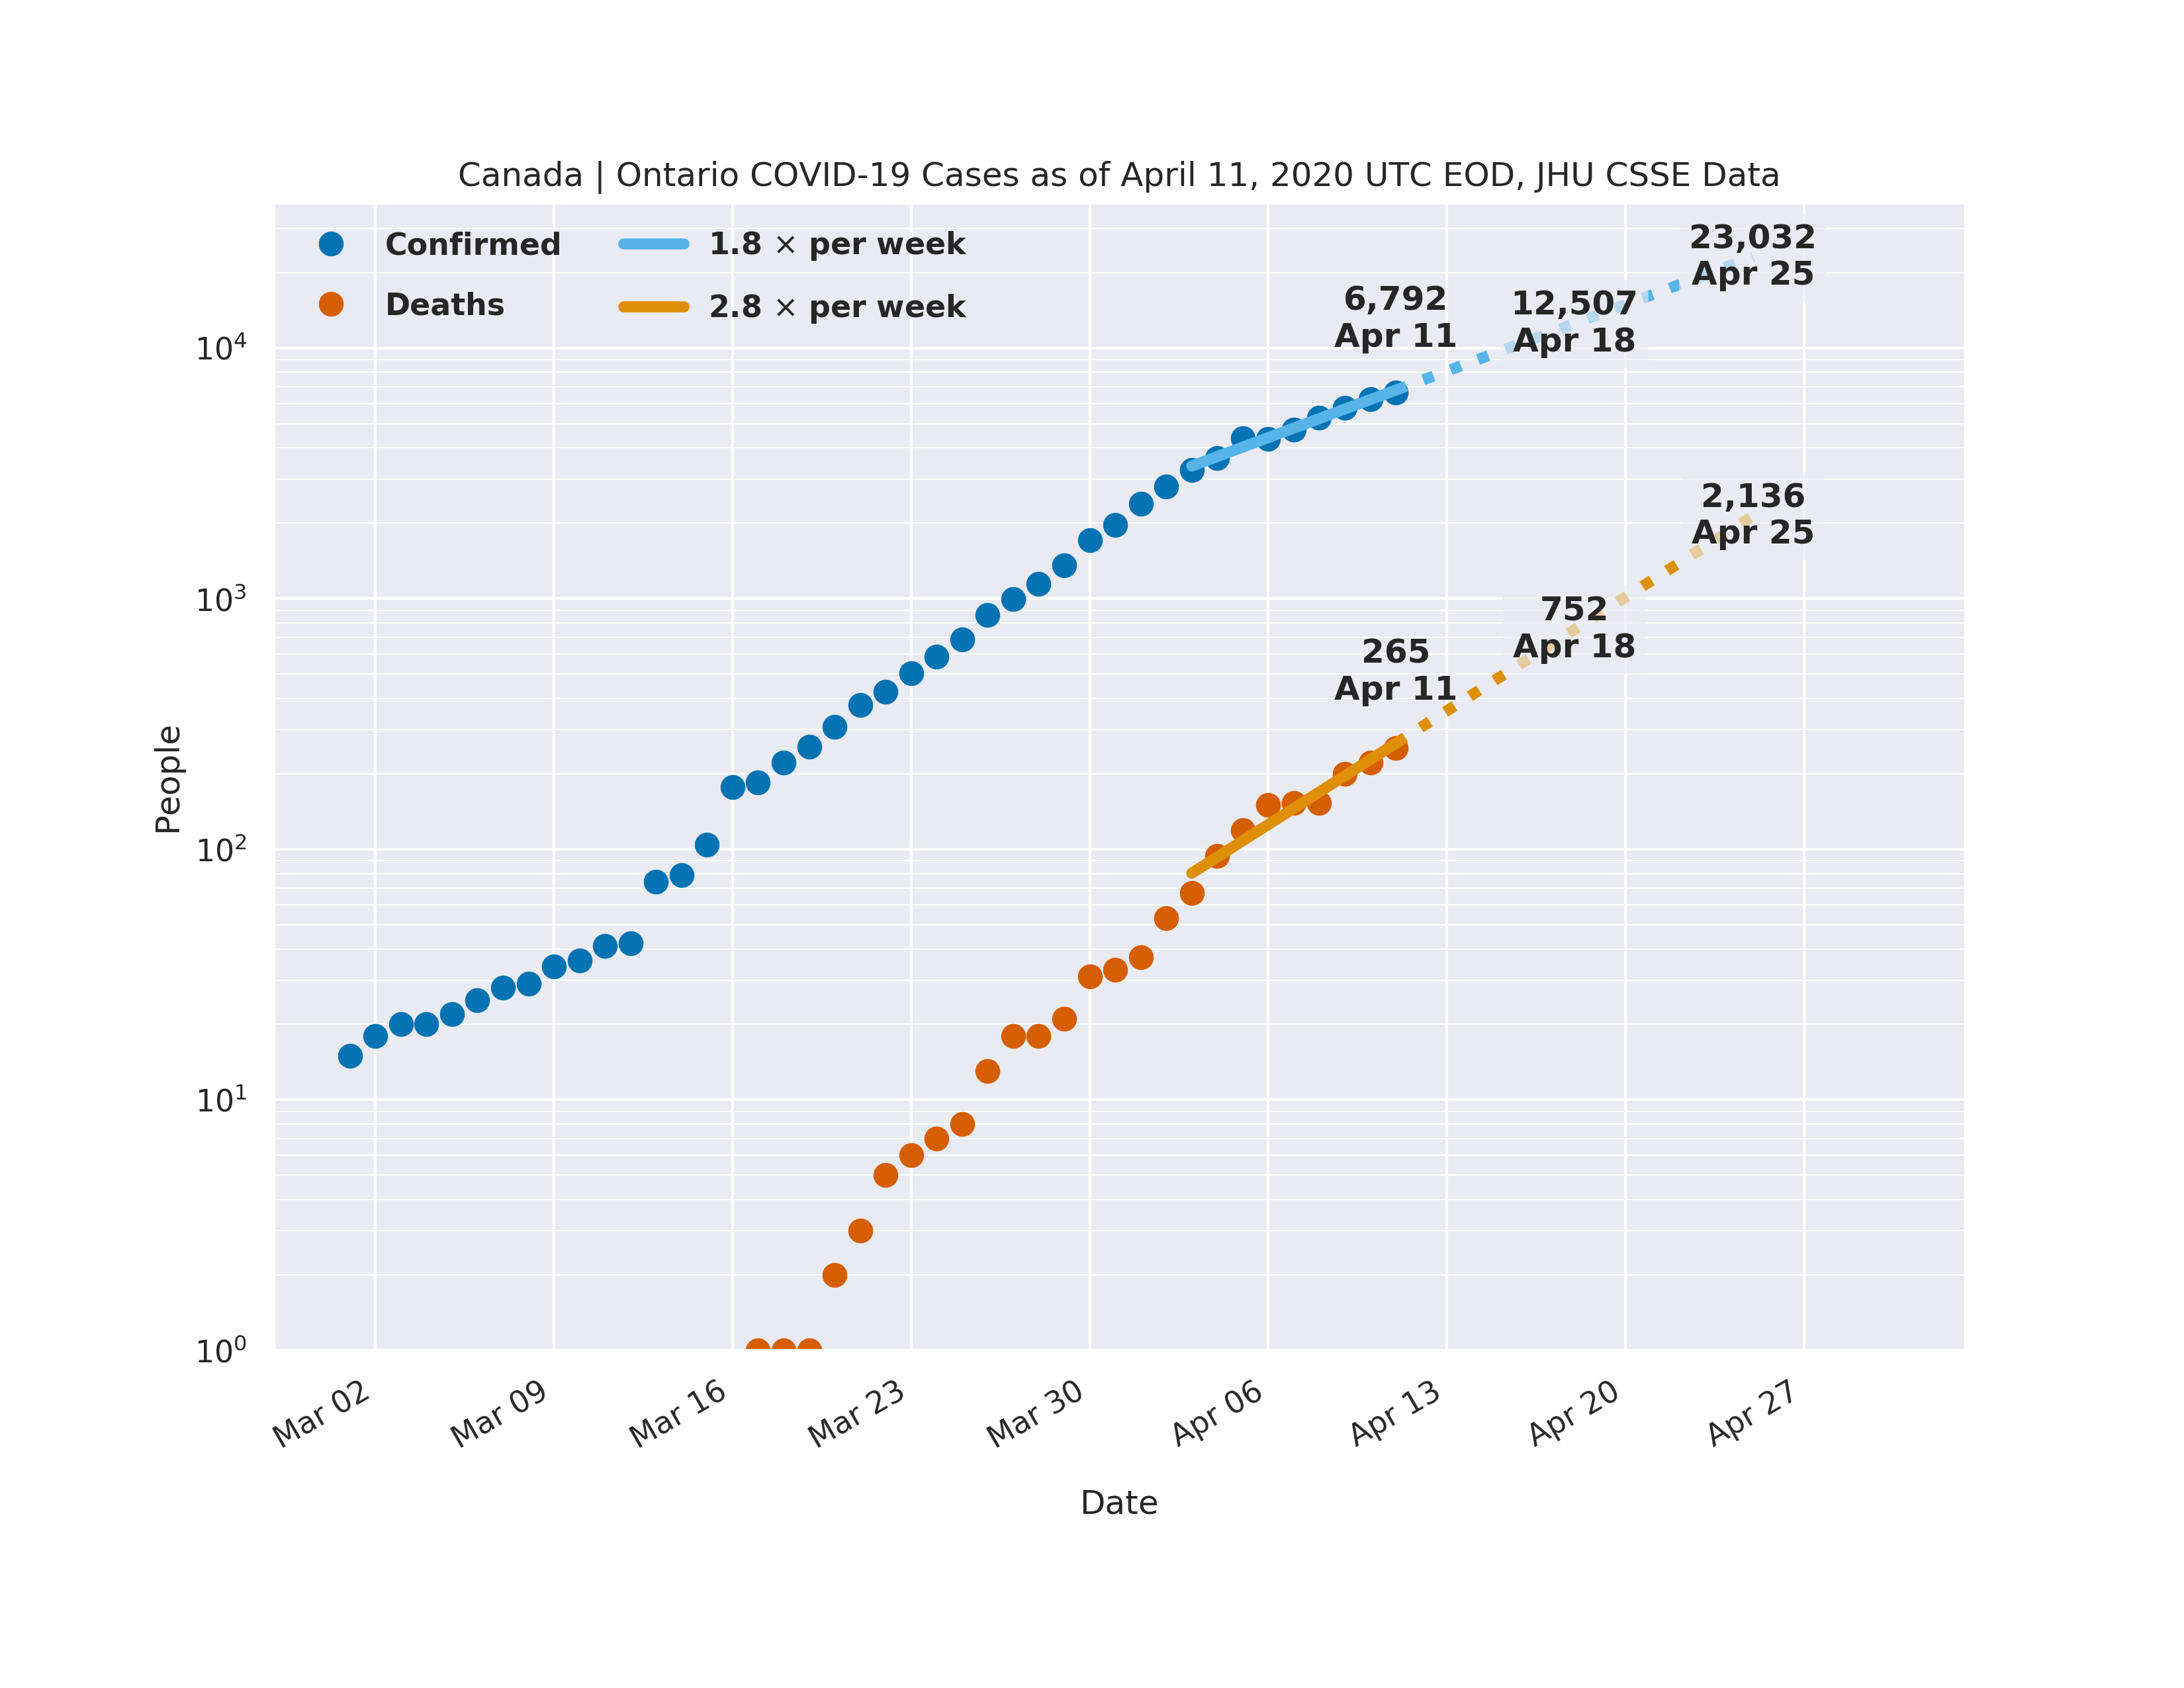 Canada | Ontario COVID-19 Cases as of April 11, 2020 UTC EOD, JHU CSSE Data
Confirmed
Deaths
1.8 × per week
2.8 × per week
23,032
Apr 25
6,792
Apr 11
12,507
Apr 18
2,136
Apr 25
752
Apr 18
265
Apr 11
People
10⁴
10³
10²
10¹
10⁰
Mar 02
Mar 09
Mar 16
Mar 23
Mar 30
Apr 06
Apr 13
Apr 20
Apr 27
Date